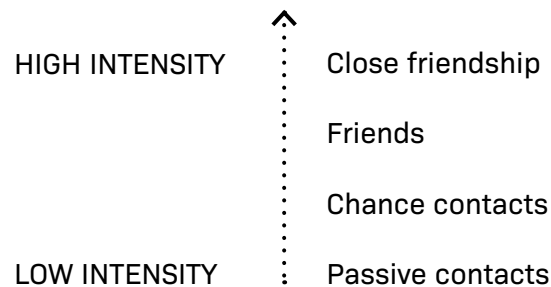 HIGH INTENSITY
Close friendship
Friends
Chance contacts
LOW INTENSITY
Passive contacts